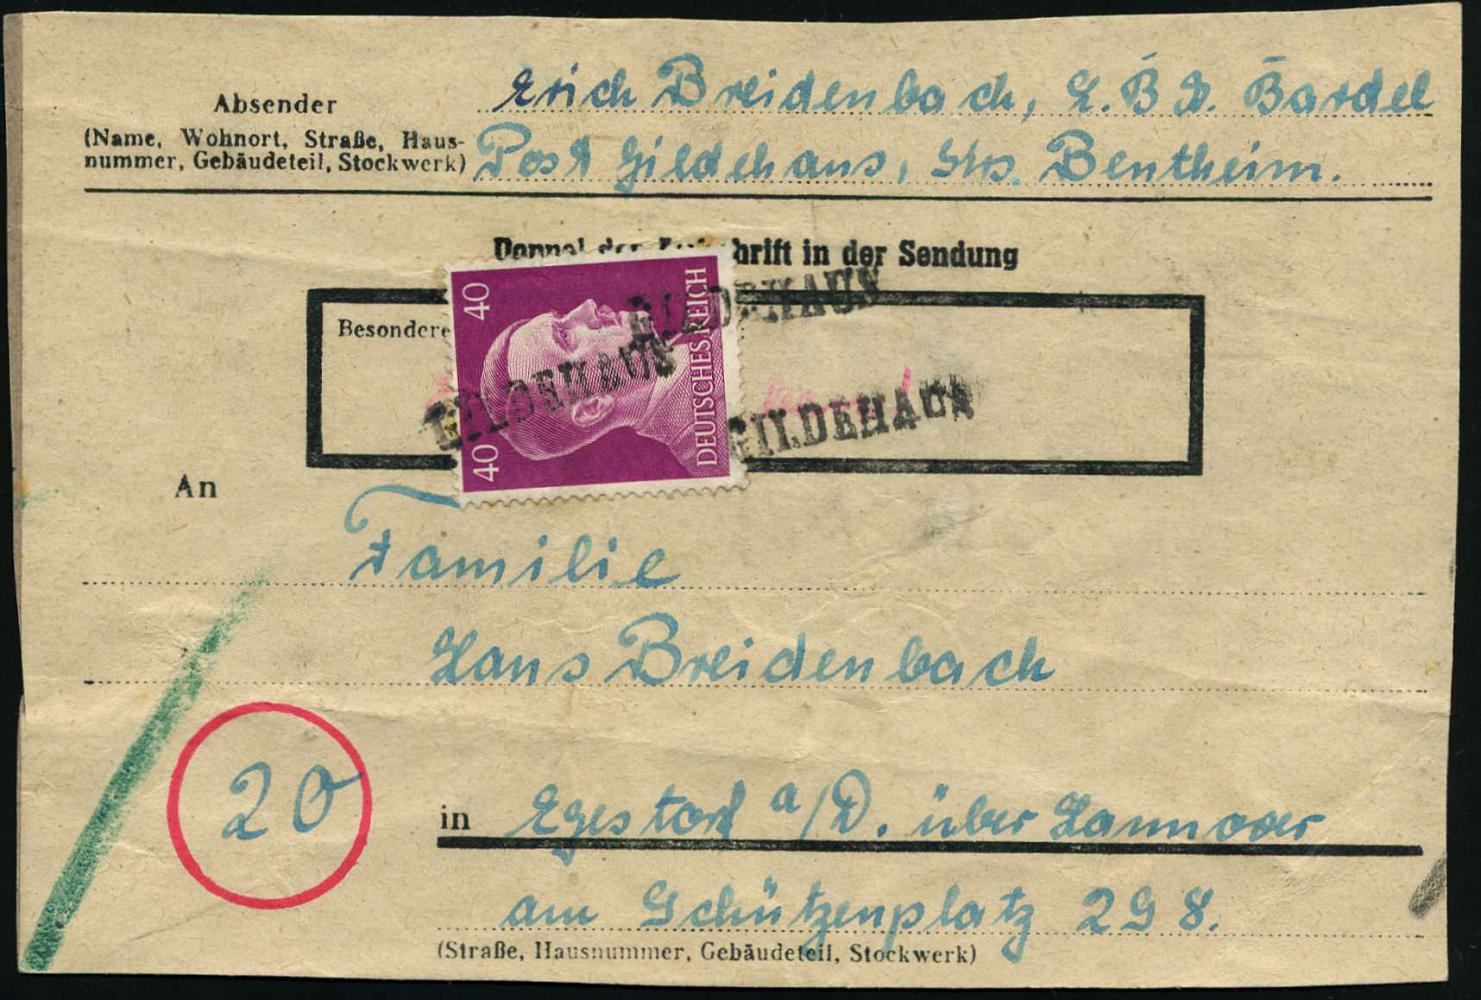 Absender
(Name, Wohnort, Straße, Haus-
nummer, Gebäudeteil, Stockwerk)
Erich Breidenbach, L.B.D. Bardel
Post Gildehaus, Krs. Bentheim.
Doppel der schrift in der Sendung
Besondere
40
40
DEUTSCHES REICH
GILDEHAUS
GILDEHAUS
GILDEHAUS
An
Familie
Hans Breidenbach
20
in Egestorf a/D. über Hannover
am Schützenplatz 298.
(Straße, Hausnummer, Gebäudeteil, Stockwerk)